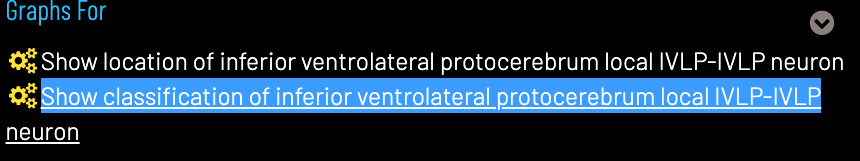 Graphs For
Show location of inferior ventrolateral protocerebrum local IVLP-IVLP neuron
Show classification of inferior ventrolateral protocerebrum local IVLP-IVLP
neuron